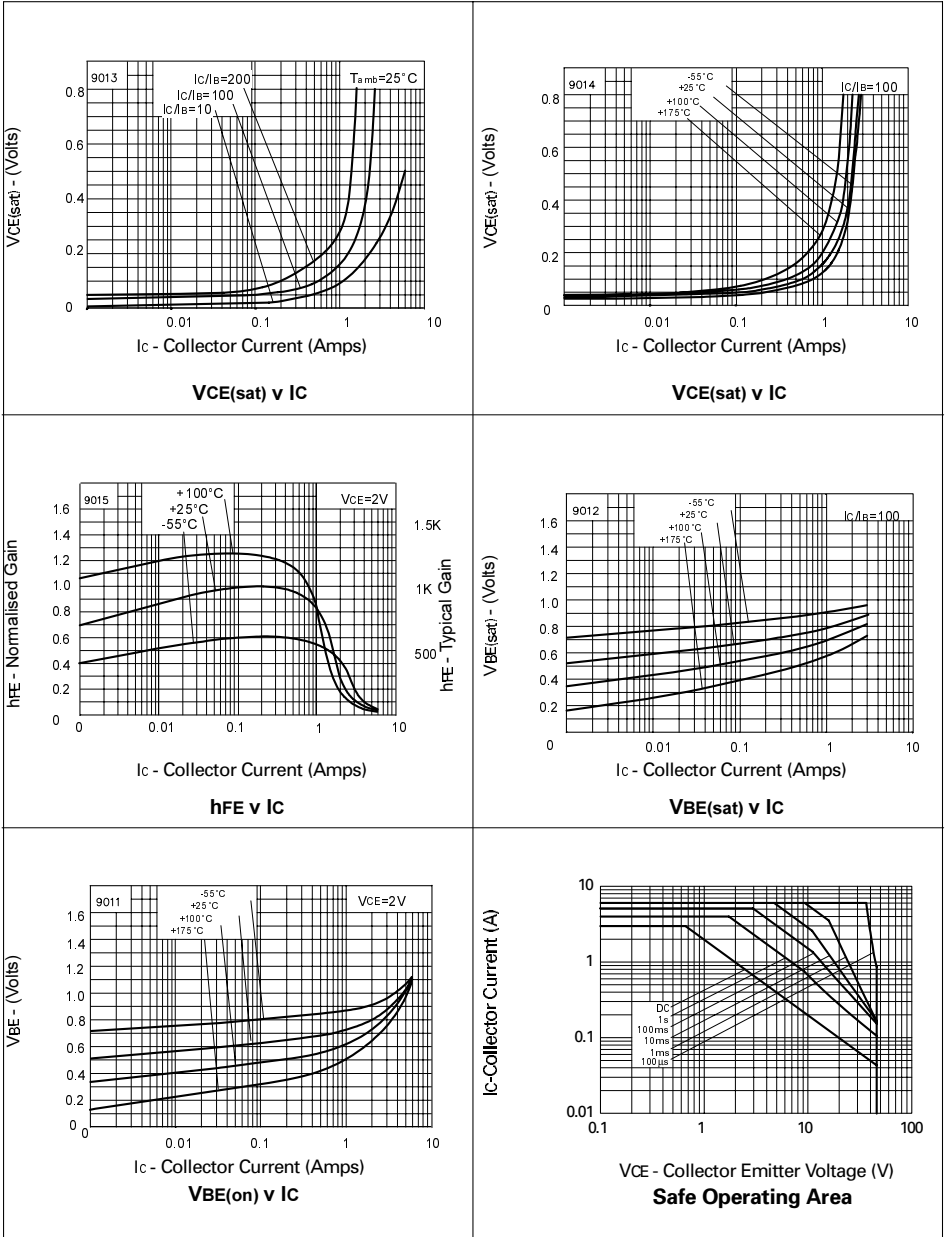 9013
IC/IB=200
Tamb=25°C
IC/IB=100
IC/IB=10
0.8
0.6
0.4
0.2
0
VCE(sat) - (Volts)
0.01
0.1
1
10
IC - Collector Current (Amps)
VCE(sat) v IC
9014
-55°C
+25°C
+100°C
+175°C
IC/IB=100
0.8
0.6
0.4
0.2
0
VCE(sat) - (Volts)
0.01
0.1
1
10
IC - Collector Current (Amps)
VCE(sat) v IC
9015
+100°C
+25°C
-55°C
VCE=2V
1.6
1.4
1.2
1.0
0.8
0.6
0.4
0.2
0
hFE - Normalised Gain
1.5K
1K
500
hFE - Typical Gain
0
0.01
0.1
1
10
IC - Collector Current (Amps)
hFE v IC
9012
-55°C
+25°C
+100°C
+175°C
IC/IB=100
1.6
1.4
1.2
1.0
0.8
0.6
0.4
0.2
0
VBE(sat) - (Volts)
0.01
0.1
1
10
IC - Collector Current (Amps)
VBE(sat) v IC
9011
-55°C
+25°C
+100°C
+175°C
VCE=2V
1.6
1.4
1.2
1.0
0.8
0.6
0.4
0.2
0
VBE - (Volts)
0
0.01
0.1
1
10
IC - Collector Current (Amps)
VBE(on) v IC
10
1
0.1
0.01
IC-Collector Current (A)
DC
1s
100ms
10ms
1ms
100µs
0.1
1
10
100
VCE - Collector Emitter Voltage (V)
Safe Operating Area